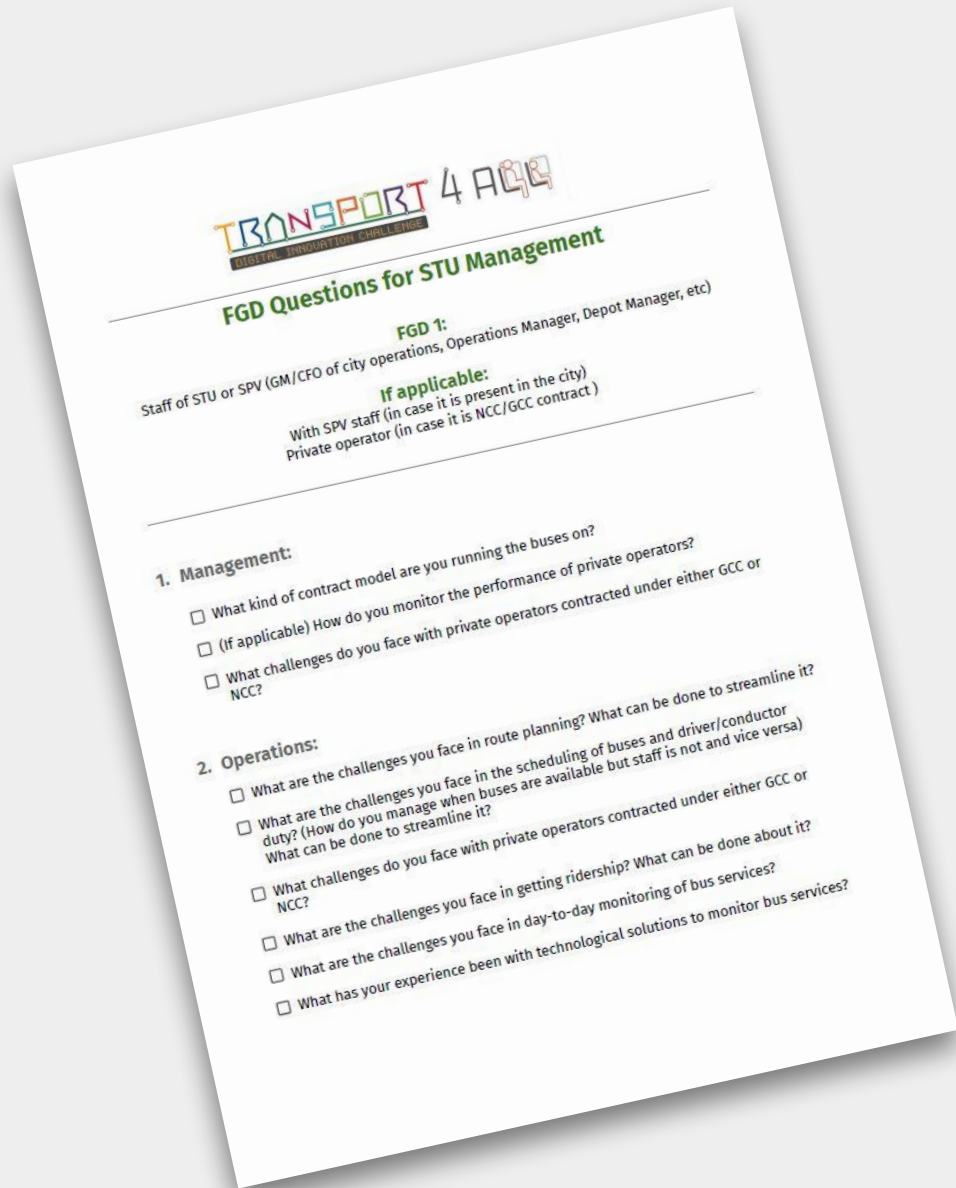 TRANSPORT 4 ALL
DIGITAL INNOVATION CHALLENGE
FGD Questions for STU Management
FGD 1:
Staff of STU or SPV (GM/CFO of city operations, Operations Manager, Depot Manager, etc)
If applicable:
With SPV staff (in case it is present in the city)
Private operator (in case it is NCC/GCC contract )
1. Management:
What kind of contract model are you running the buses on?
(If applicable) How do you monitor the performance of private operators?
What challenges do you face with private operators contracted under either GCC or
NCC?
2. Operations:
What are the challenges you face in route planning? What can be done to streamline it?
What are the challenges you face in the scheduling of buses and driver/conductor
duty? (How do you manage when buses are available but staff is not and vice versa)
What can be done to streamline it?
What challenges do you face with private operators contracted under either GCC or
NCC?
What are the challenges you face in getting ridership? What can be done about it?
What are the challenges you face in day-to-day monitoring of bus services?
What has your experience been with technological solutions to monitor bus services?